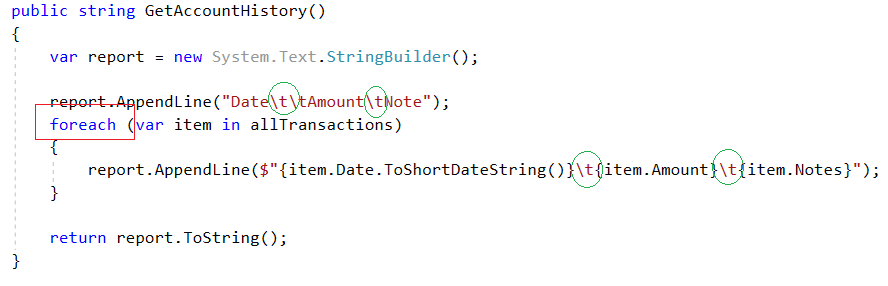 public string GetAccountHistory()
{
    var report = new System.Text.StringBuilder();
    report.AppendLine("Date\t\tAmount\tNote");
    foreach (var item in allTransactions)
    {
        report.AppendLine($"{item.Date.ToShortDateString()}\t{item.Amount}\t{item.Notes}");
    }
    return report.ToString();
}